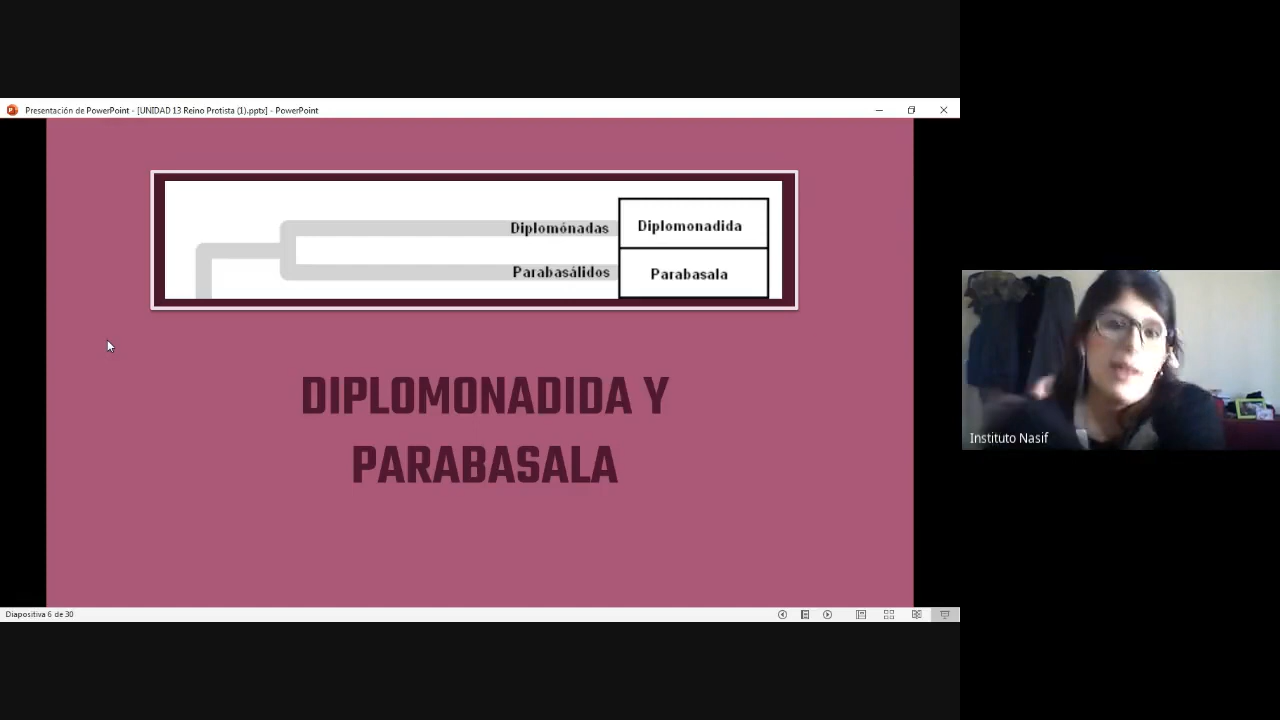 Presentación de PowerPoint - [UNIDAD 13 Reino Protista (1).pptx] - PowerPoint
Diplomónadas
Diplomonadida
Parabasálidos
Parabasala
DIPLOMONADIDA Y
PARABASALA
Instituto Nasif
Diapositiva 6 de 30